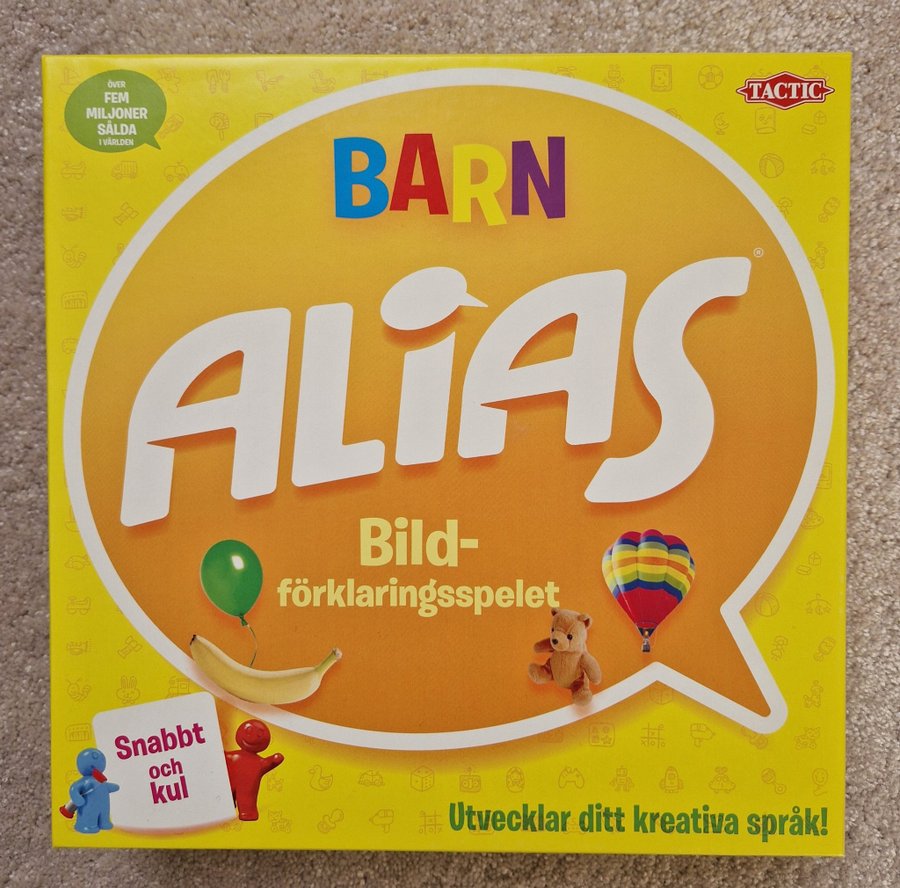 ÖVER
FEM
MILJONER
SÅLDA
I VÄRLDEN
TACTIC
BARN
ALiAS®
Bild-
förklaringsspelet
Snabbt
och
kul
Utvecklar ditt kreativa språk!